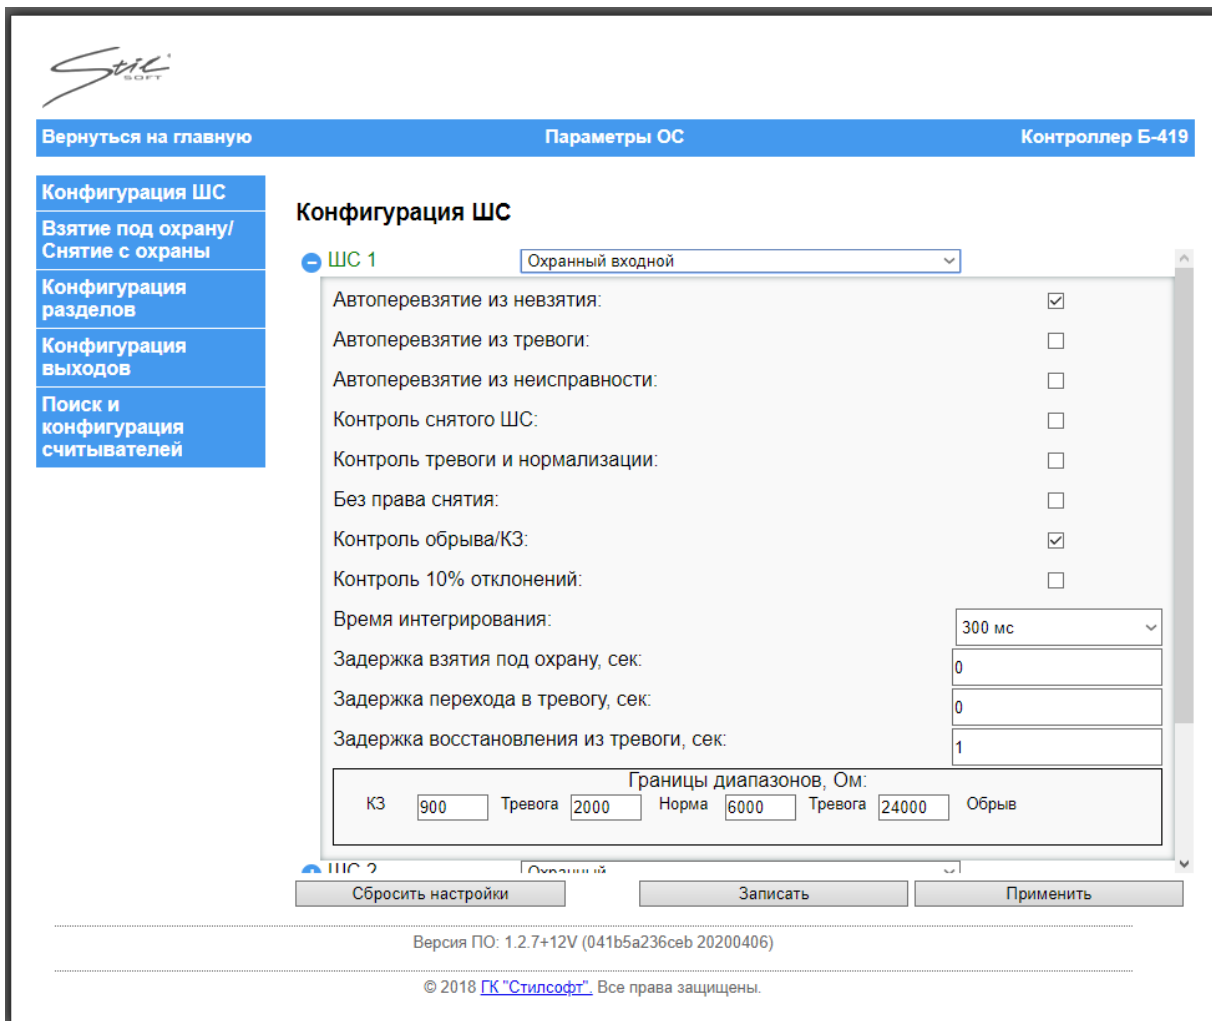 Stil
SOFT
Вернуться на главную Параметры ОС Контроллер Б-419
Конфигурация ШС
Взятие под охрану/
Снятие с охраны
Конфигурация
разделов
Конфигурация
выходов
Поиск и
конфигурация
считывателей
Конфигурация ШС
ШС 1 Охранный входной
Автоперевзятие из невзятия:
Автоперевзятие из тревоги:
Автоперевзятие из неисправности:
Контроль снятого ШС:
Контроль тревоги и нормализации:
Без права снятия:
Контроль обрыва/КЗ:
Контроль 10% отклонений:
Время интегрирования: 300 мс
Задержка взятия под охрану, сек: 0
Задержка перехода в тревогу, сек: 0
Задержка восстановления из тревоги, сек: 1
Границы диапазонов, Ом:
КЗ 900 Тревога 2000 Норма 6000 Тревога 24000 Обрыв
ШС 2 Охранный
Сбросить настройки Записать Применить
Версия ПО: 1.2.7+12V (041b5a236ceb 20200406)
© 2018 ГК "Стилсофт". Все права защищены.